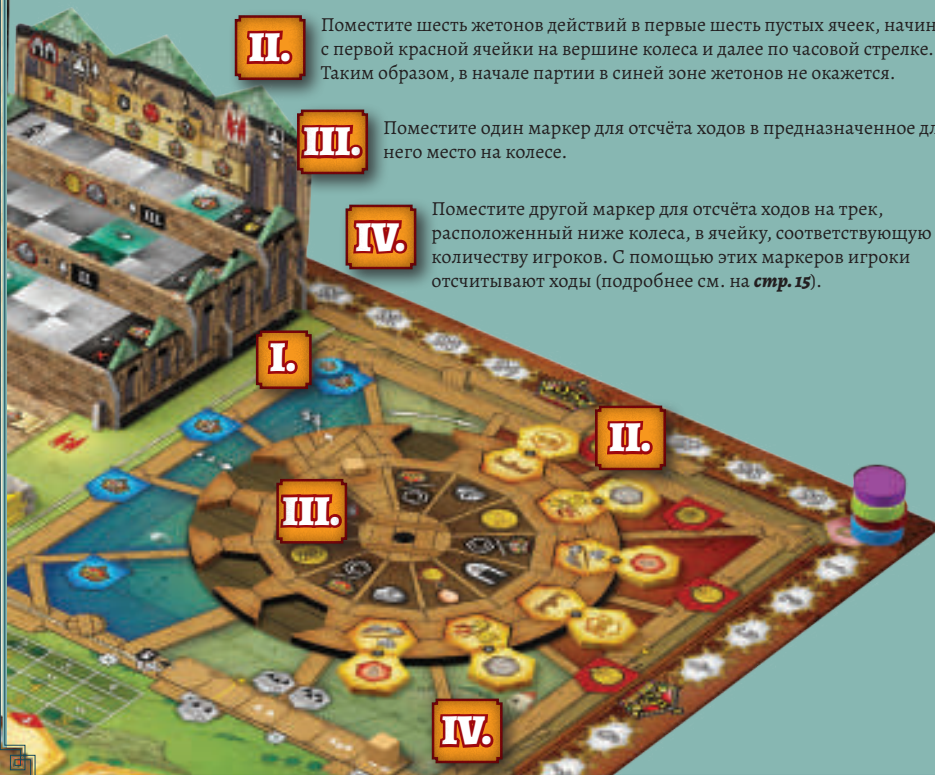 II.
Поместите шесть жетонов действий в первые шесть пустых ячеек, начин
с первой красной ячейки на вершине колеса и далее по часовой стрелке.
Таким образом, в начале партии в синей зоне жетонов не окажется.
III.
Поместите один маркер для отсчёта ходов в предназначенное дл
него место на колесе.
IV.
Поместите другой маркер для отсчёта ходов на трек,
расположенный ниже колеса, в ячейку, соответствующую
количеству игроков. С помощью этих маркеров игроки
отсчитывают ходы (подробнее см. на стр. 15).
III.
II.
I.
II.
III.
IV.